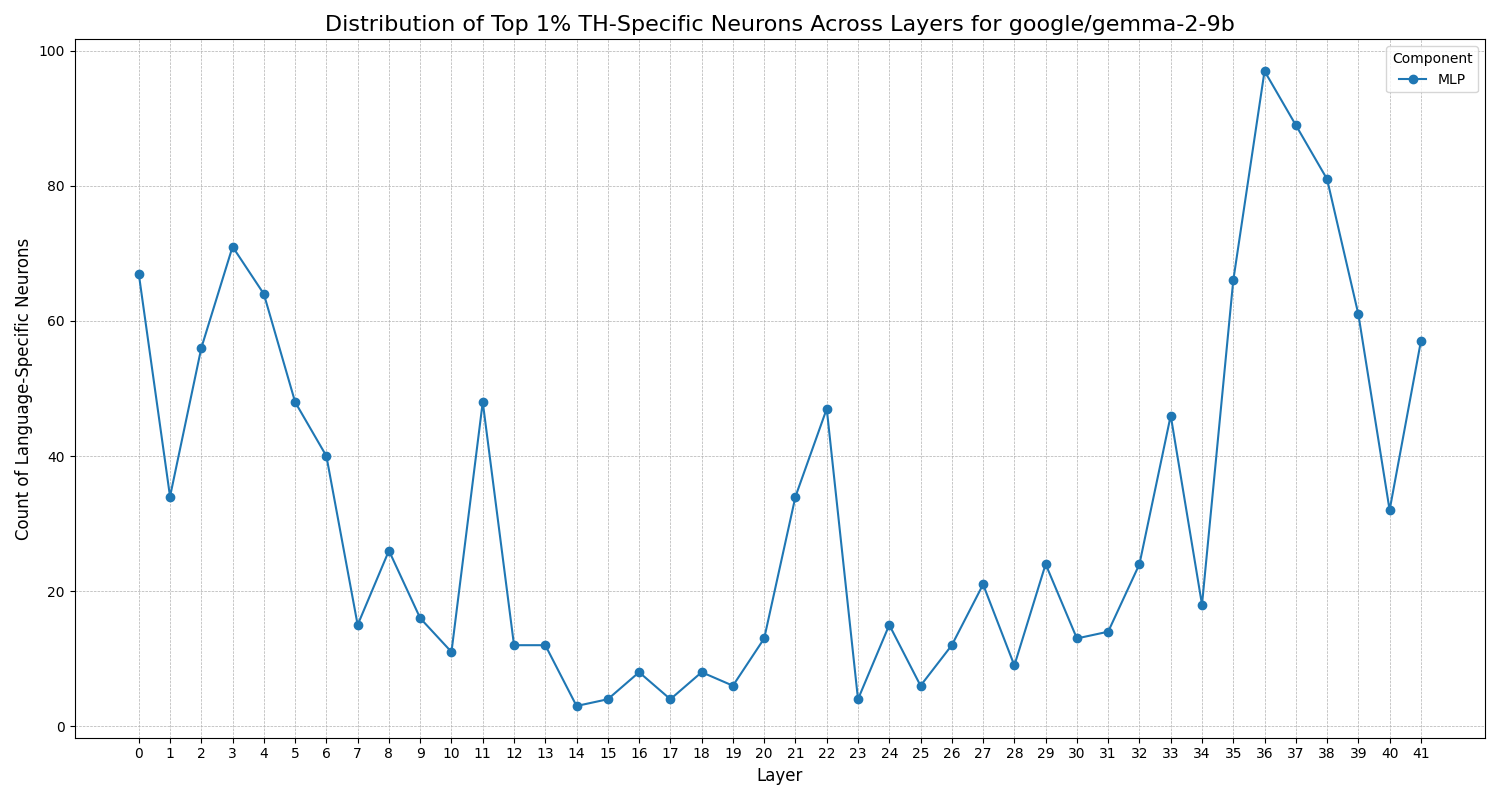 Distribution of Top 1% TH-Specific Neurons Across Layers for google/gemma-2-9b
Component
MLP
Count of Language-Specific Neurons
100
80
60
40
20
0
0 1 2 3 4 5 6 7 8 9 10 11 12 13 14 15 16 17 18 19 20 21 22 23 24 25 26 27 28 29 30 31 32 33 34 35 36 37 38 39 40 41
Layer